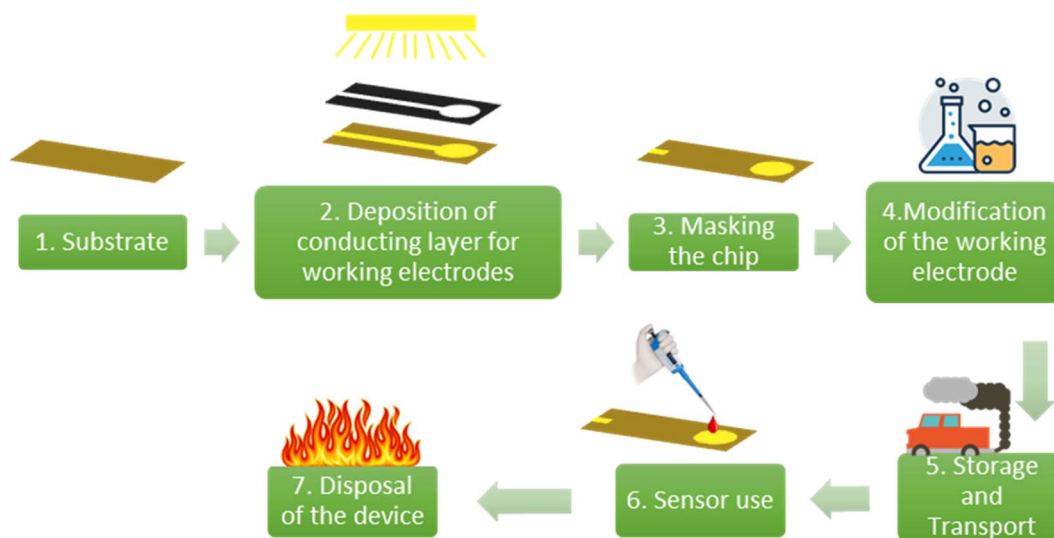 1. Substrate
2. Deposition of
conducting layer for
working electrodes
3. Masking
the chip
4.Modification
of the working
electrode
5. Storage
and
Transport
6. Sensor use
7. Disposal
of the device